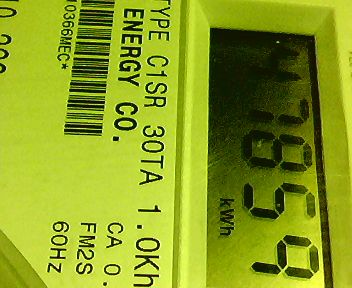 47859
kWh
TYPE C1SR 30TA 1.0Kh
ENERGY CO.
CA 0.
FM2S
10366MEC*
60Hz